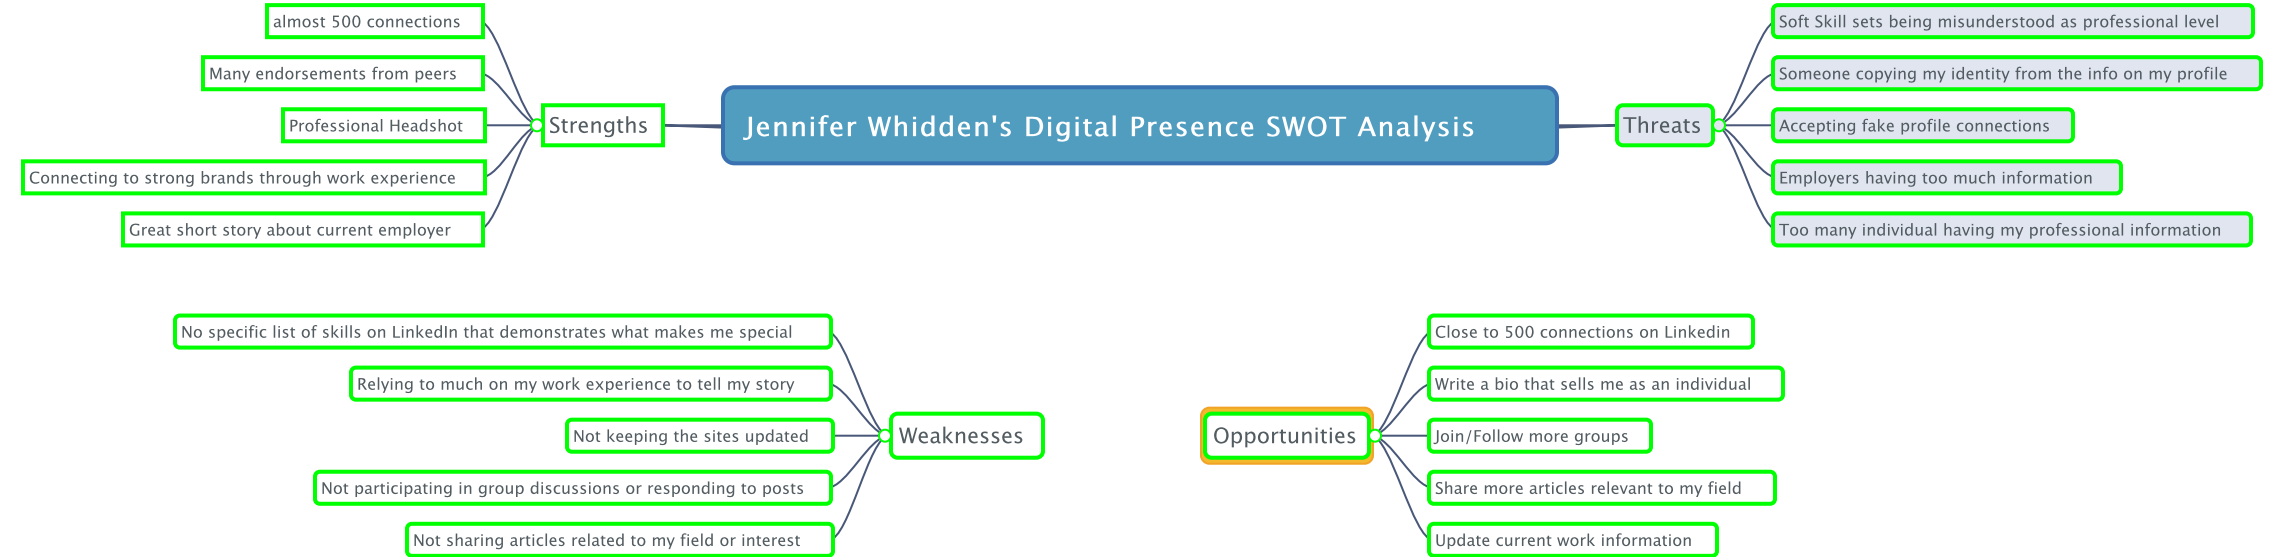 Jennifer Whidden's Digital Presence SWOT Analysis
Strengths
almost 500 connections
Many endorsements from peers
Professional Headshot
Connecting to strong brands through work experience
Great short story about current employer
Threats
Soft Skill sets being misunderstood as professional level
Someone copying my identity from the info on my profile
Accepting fake profile connections
Employers having too much information
Too many individual having my professional information
Weaknesses
No specific list of skills on LinkedIn that demonstrates what makes me special
Relying to much on my work experience to tell my story
Not keeping the sites updated
Not participating in group discussions or responding to posts
Not sharing articles related to my field or interest
Opportunities
Close to 500 connections on Linkedin
Write a bio that sells me as an individual
Join/Follow more groups
Share more articles relevant to my field
Update current work information